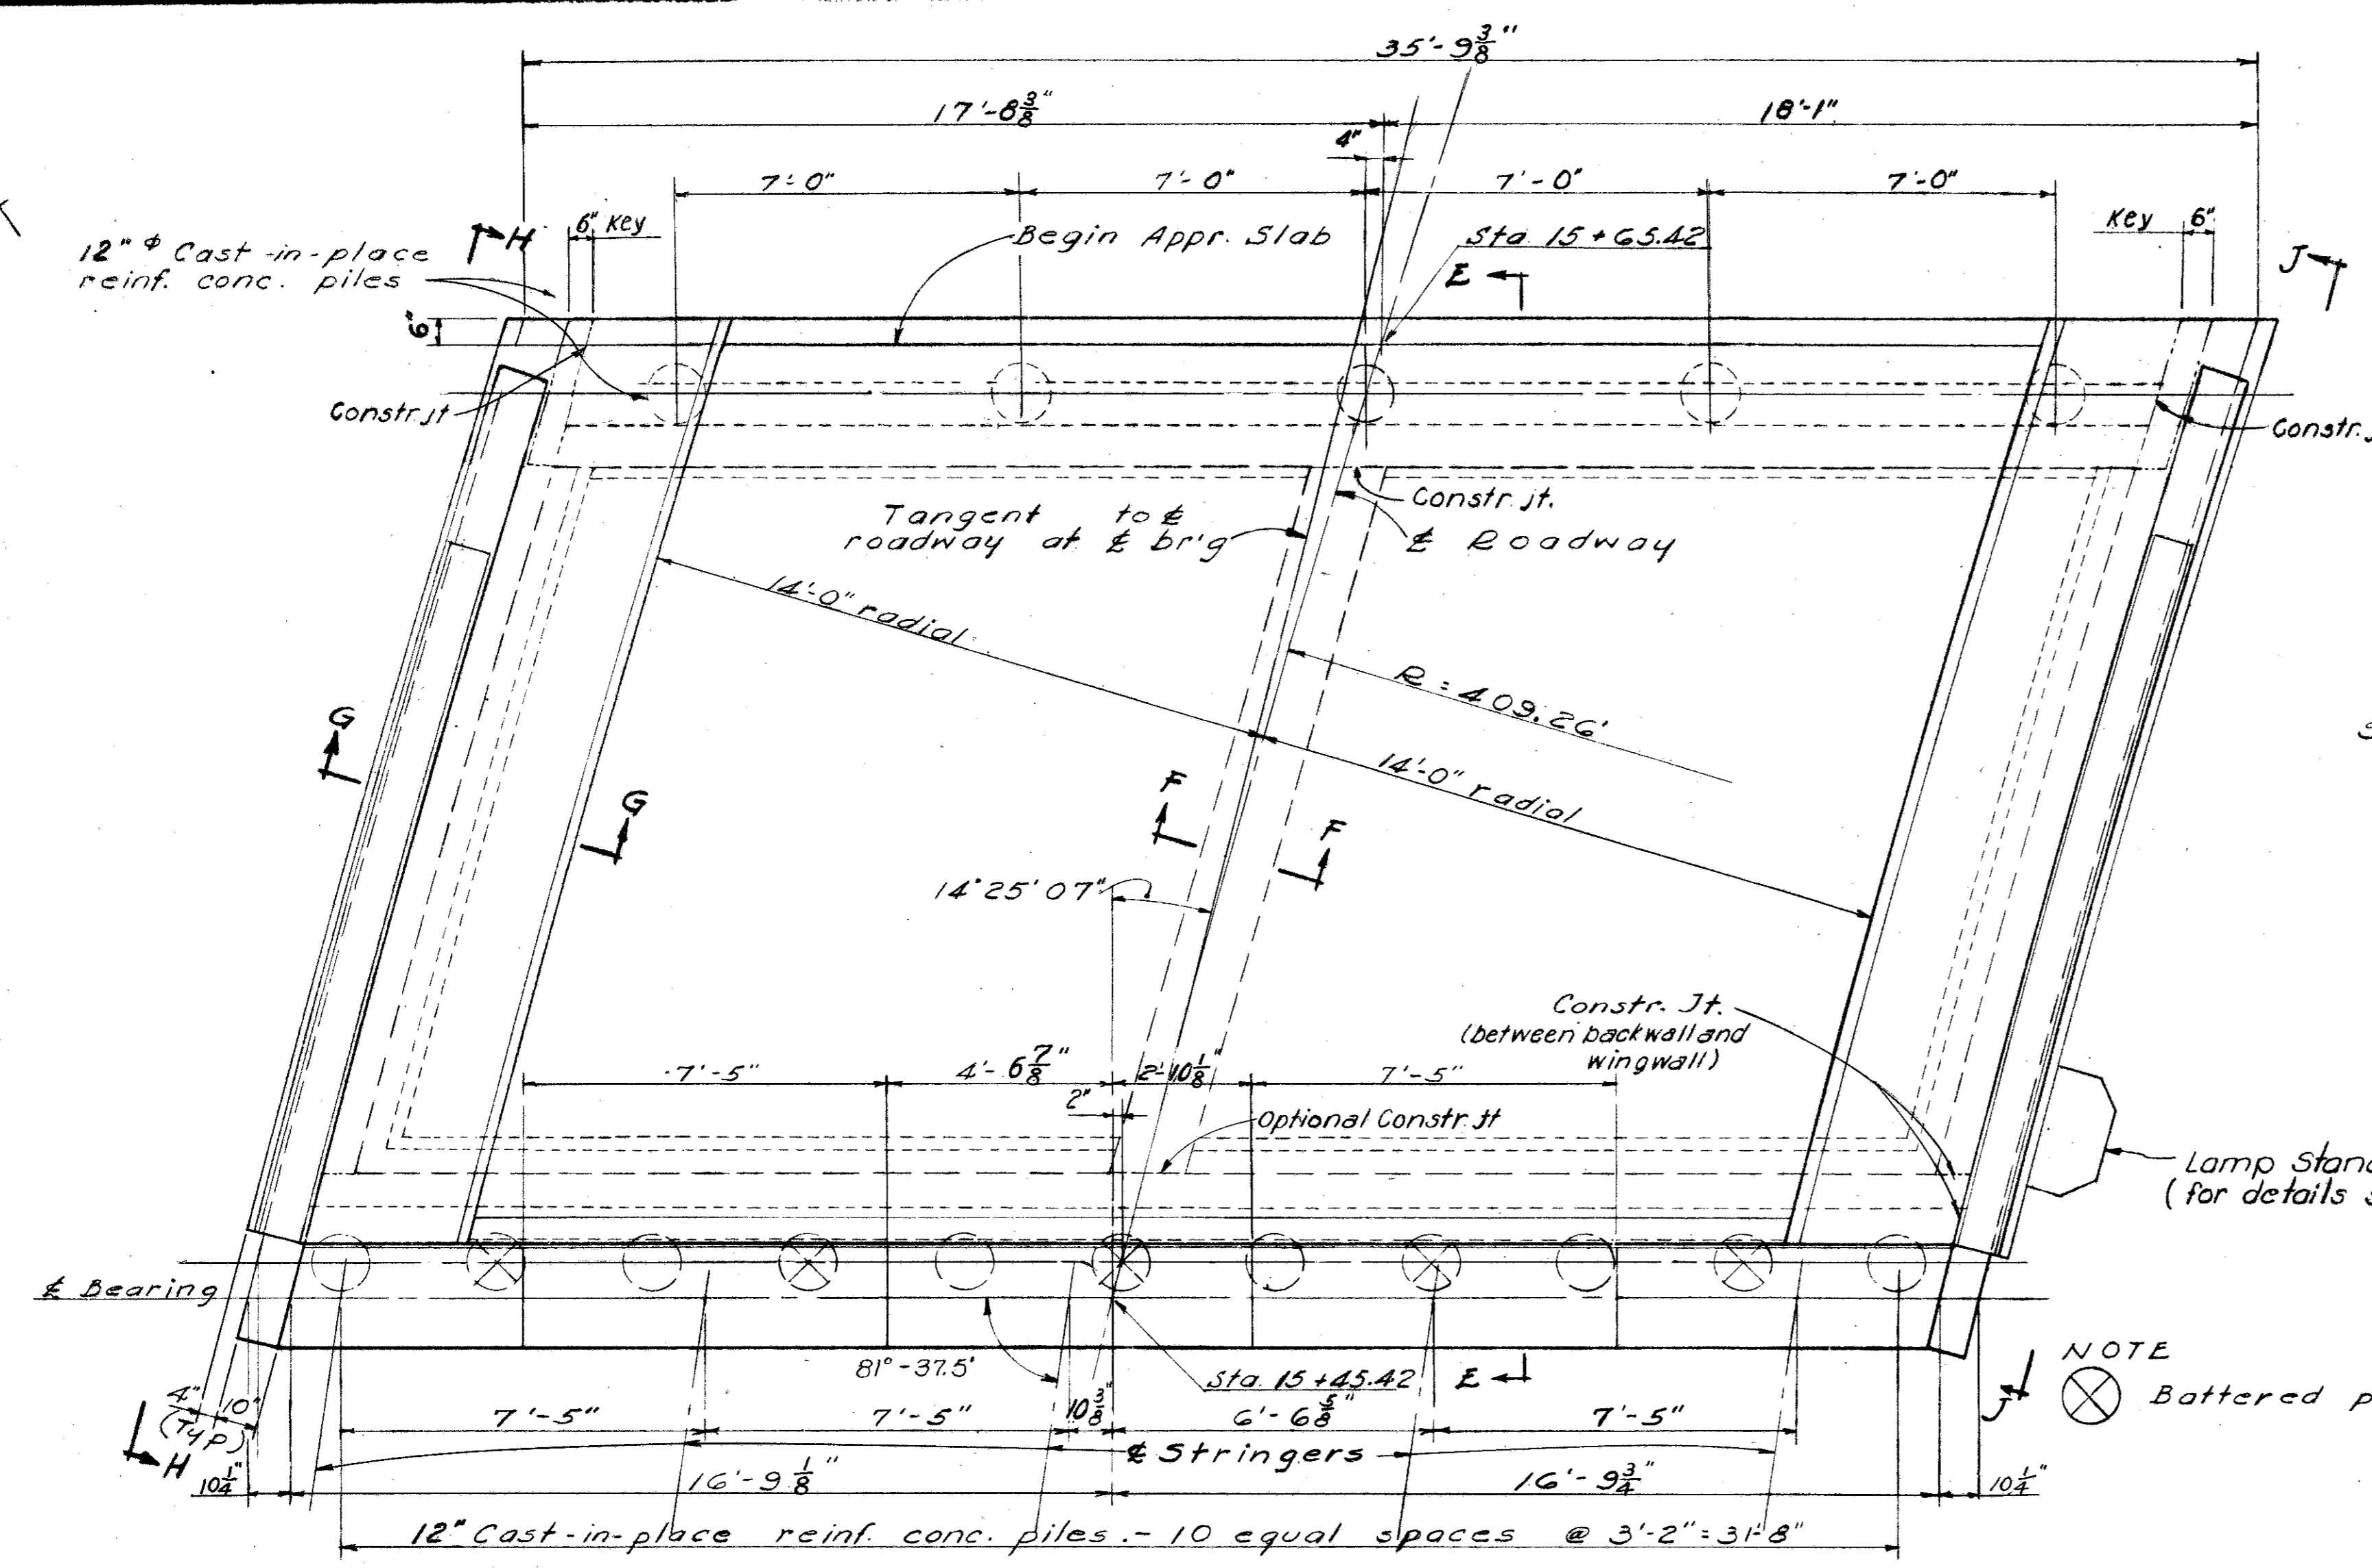 35'-9 3/8"
17'-8 3/8"
18'-1"
4"
7'-0"
7'-0"
7'-0"
7'-0"
6" Key
Key 6"
H
12" ⌀ Cast-in-place
reinf. conc. piles
Begin Appr. Slab
Sta. 15+65.42
E
J
6"
Constr. jt
Constr.
Constr. jt.
Tangent to ℄
roadway at ℄ br'g
℄ Roadway
14'-0" radial
R = 409.26'
14'-0" radial
G
G
F
F
14°25'07"
Constr. Jt.
(between backwall and
wingwall)
7'-5"
4'-6 7/8"
2'-10 1/8"
7'-5"
2"
Optional Constr. jt
Lamp
(for details
℄ Bearing
81°-37.5'
Sta. 15+45.42
E
NOTE
Battered
J
4"
(Typ)
10"
H
7'-5"
7'-5"
10 3/8"
6'-6 5/8"
7'-5"
℄ Stringers
10 1/4"
16'-9 1/8"
16'-9 3/4"
10 1/4"
12" Cast-in-place reinf. conc. piles. - 10 equal spaces @ 3'-2" = 31'-8"